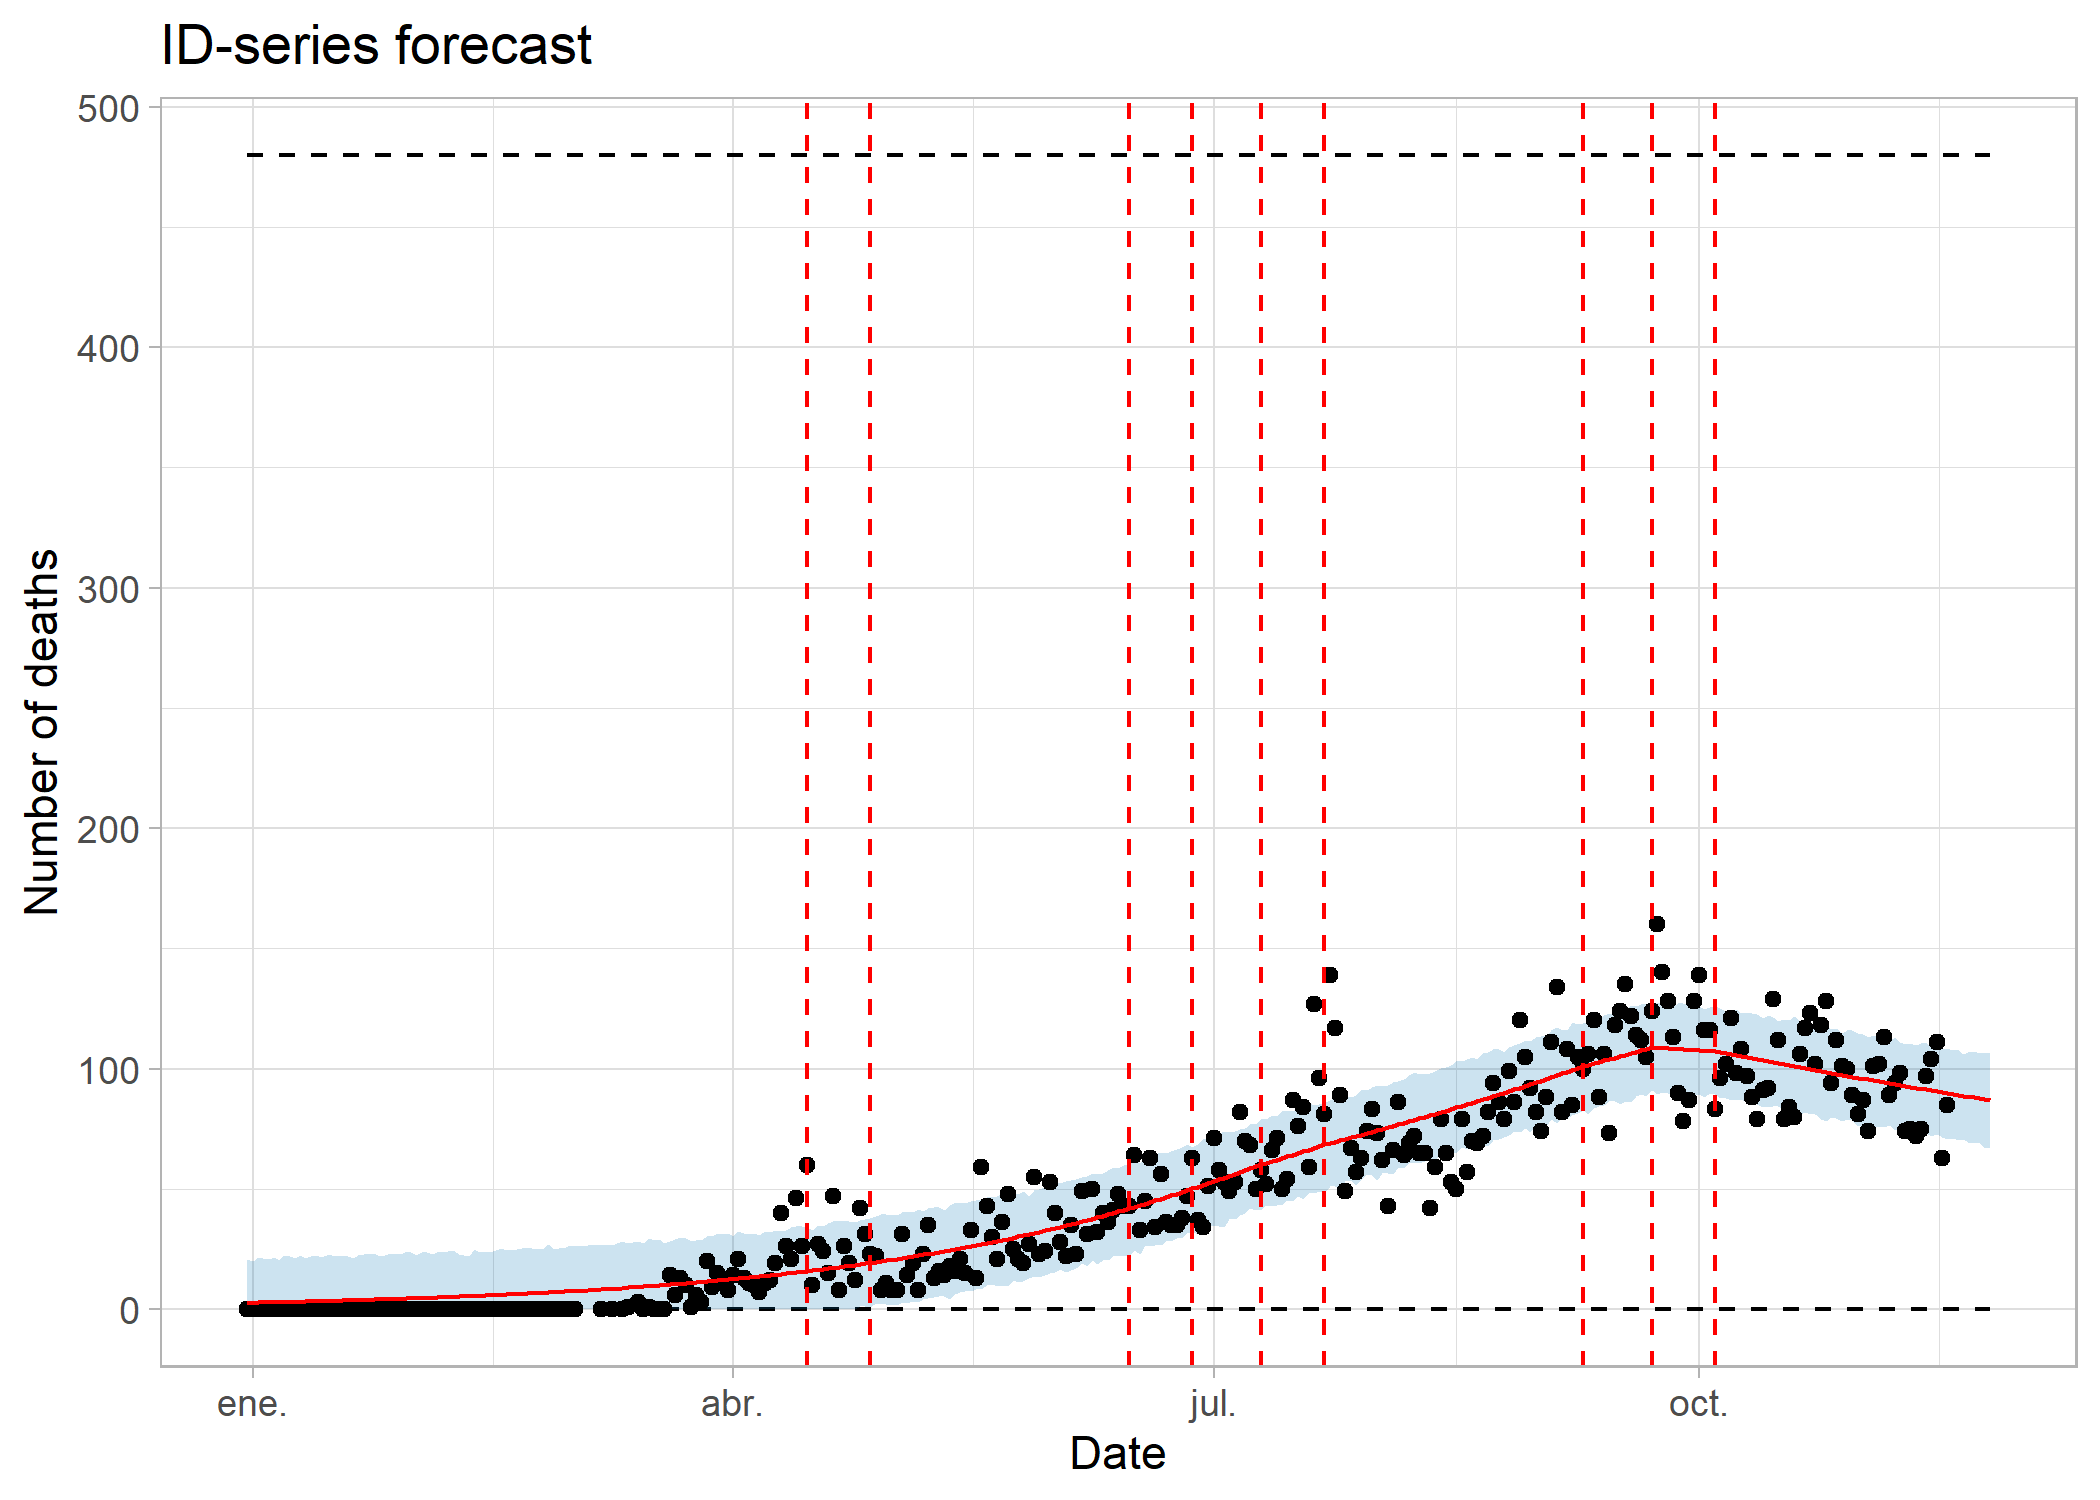 ID-series forecast
500
400
300
200
100
0
Number of deaths
ene.
abr.
jul.
oct.
Date